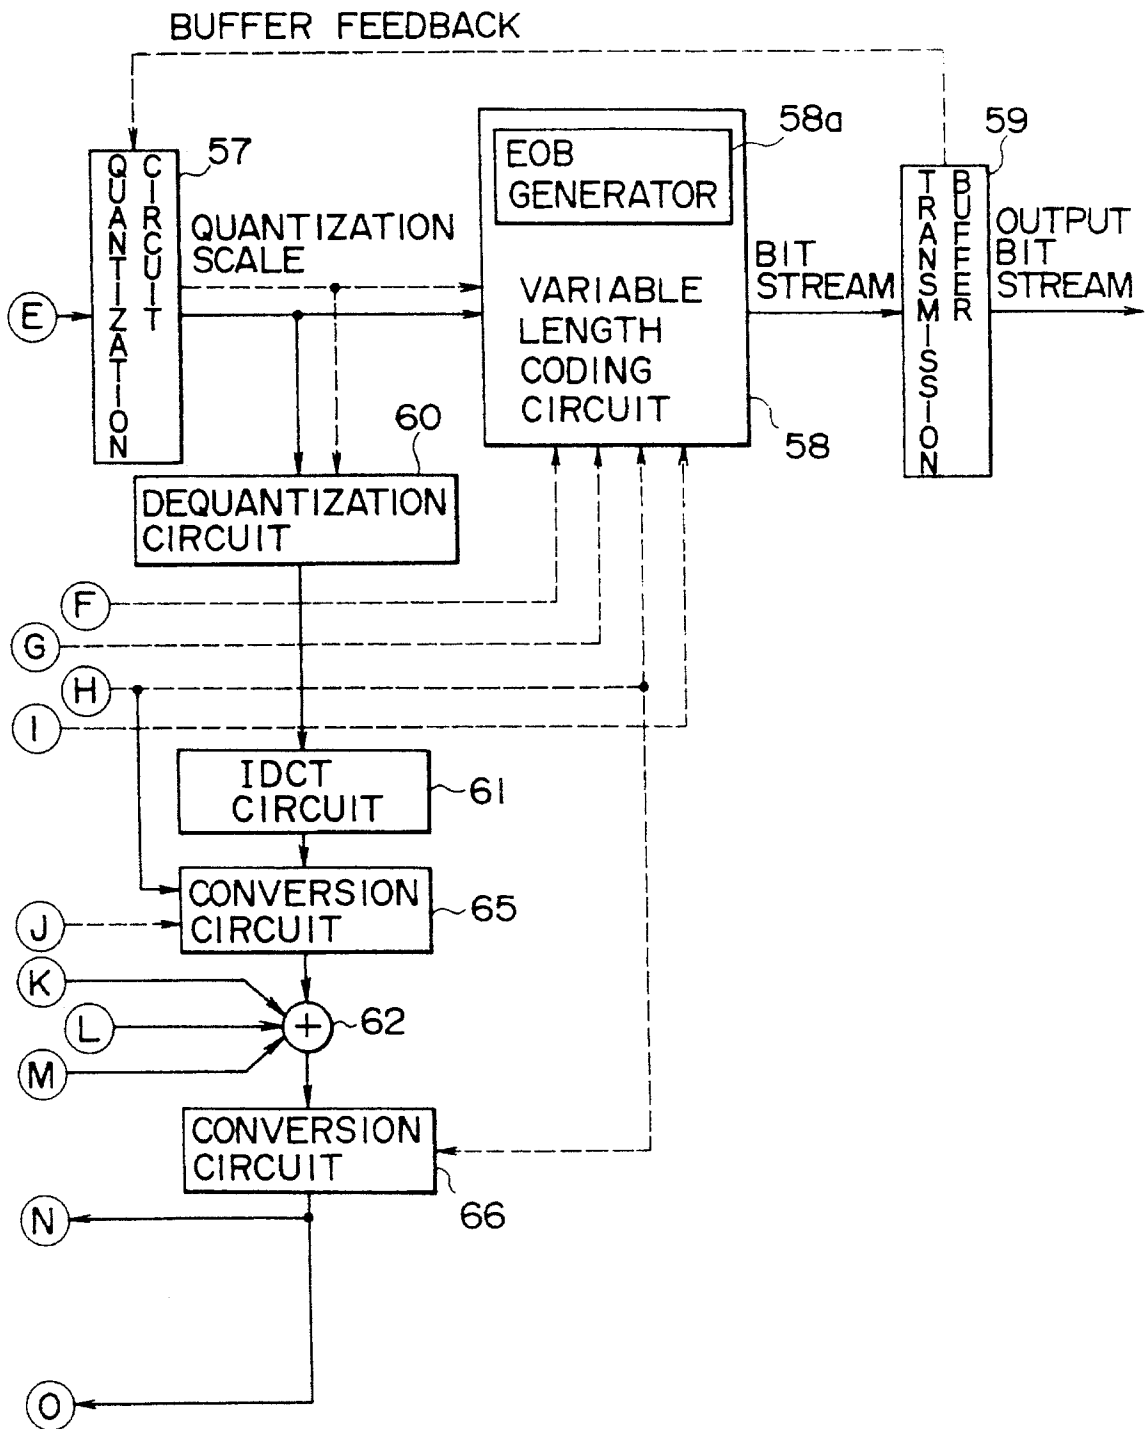 BUFFER FEEDBACK
58a
59
57
EOB
GENERATOR
QUANTIZATION
CIRCUIT
TRANSMISSION
BUFFER
QUANTIZATION
SCALE
OUTPUT
BIT
STREAM
BIT
STREAM
VARIABLE
LENGTH
CODING
CIRCUIT
E
60
58
DEQUANTIZATION
CIRCUIT
F
G
H
I
IDCT
CIRCUIT
61
CONVERSION
CIRCUIT
65
J
K
L
62
+
M
CONVERSION
CIRCUIT
66
N
O